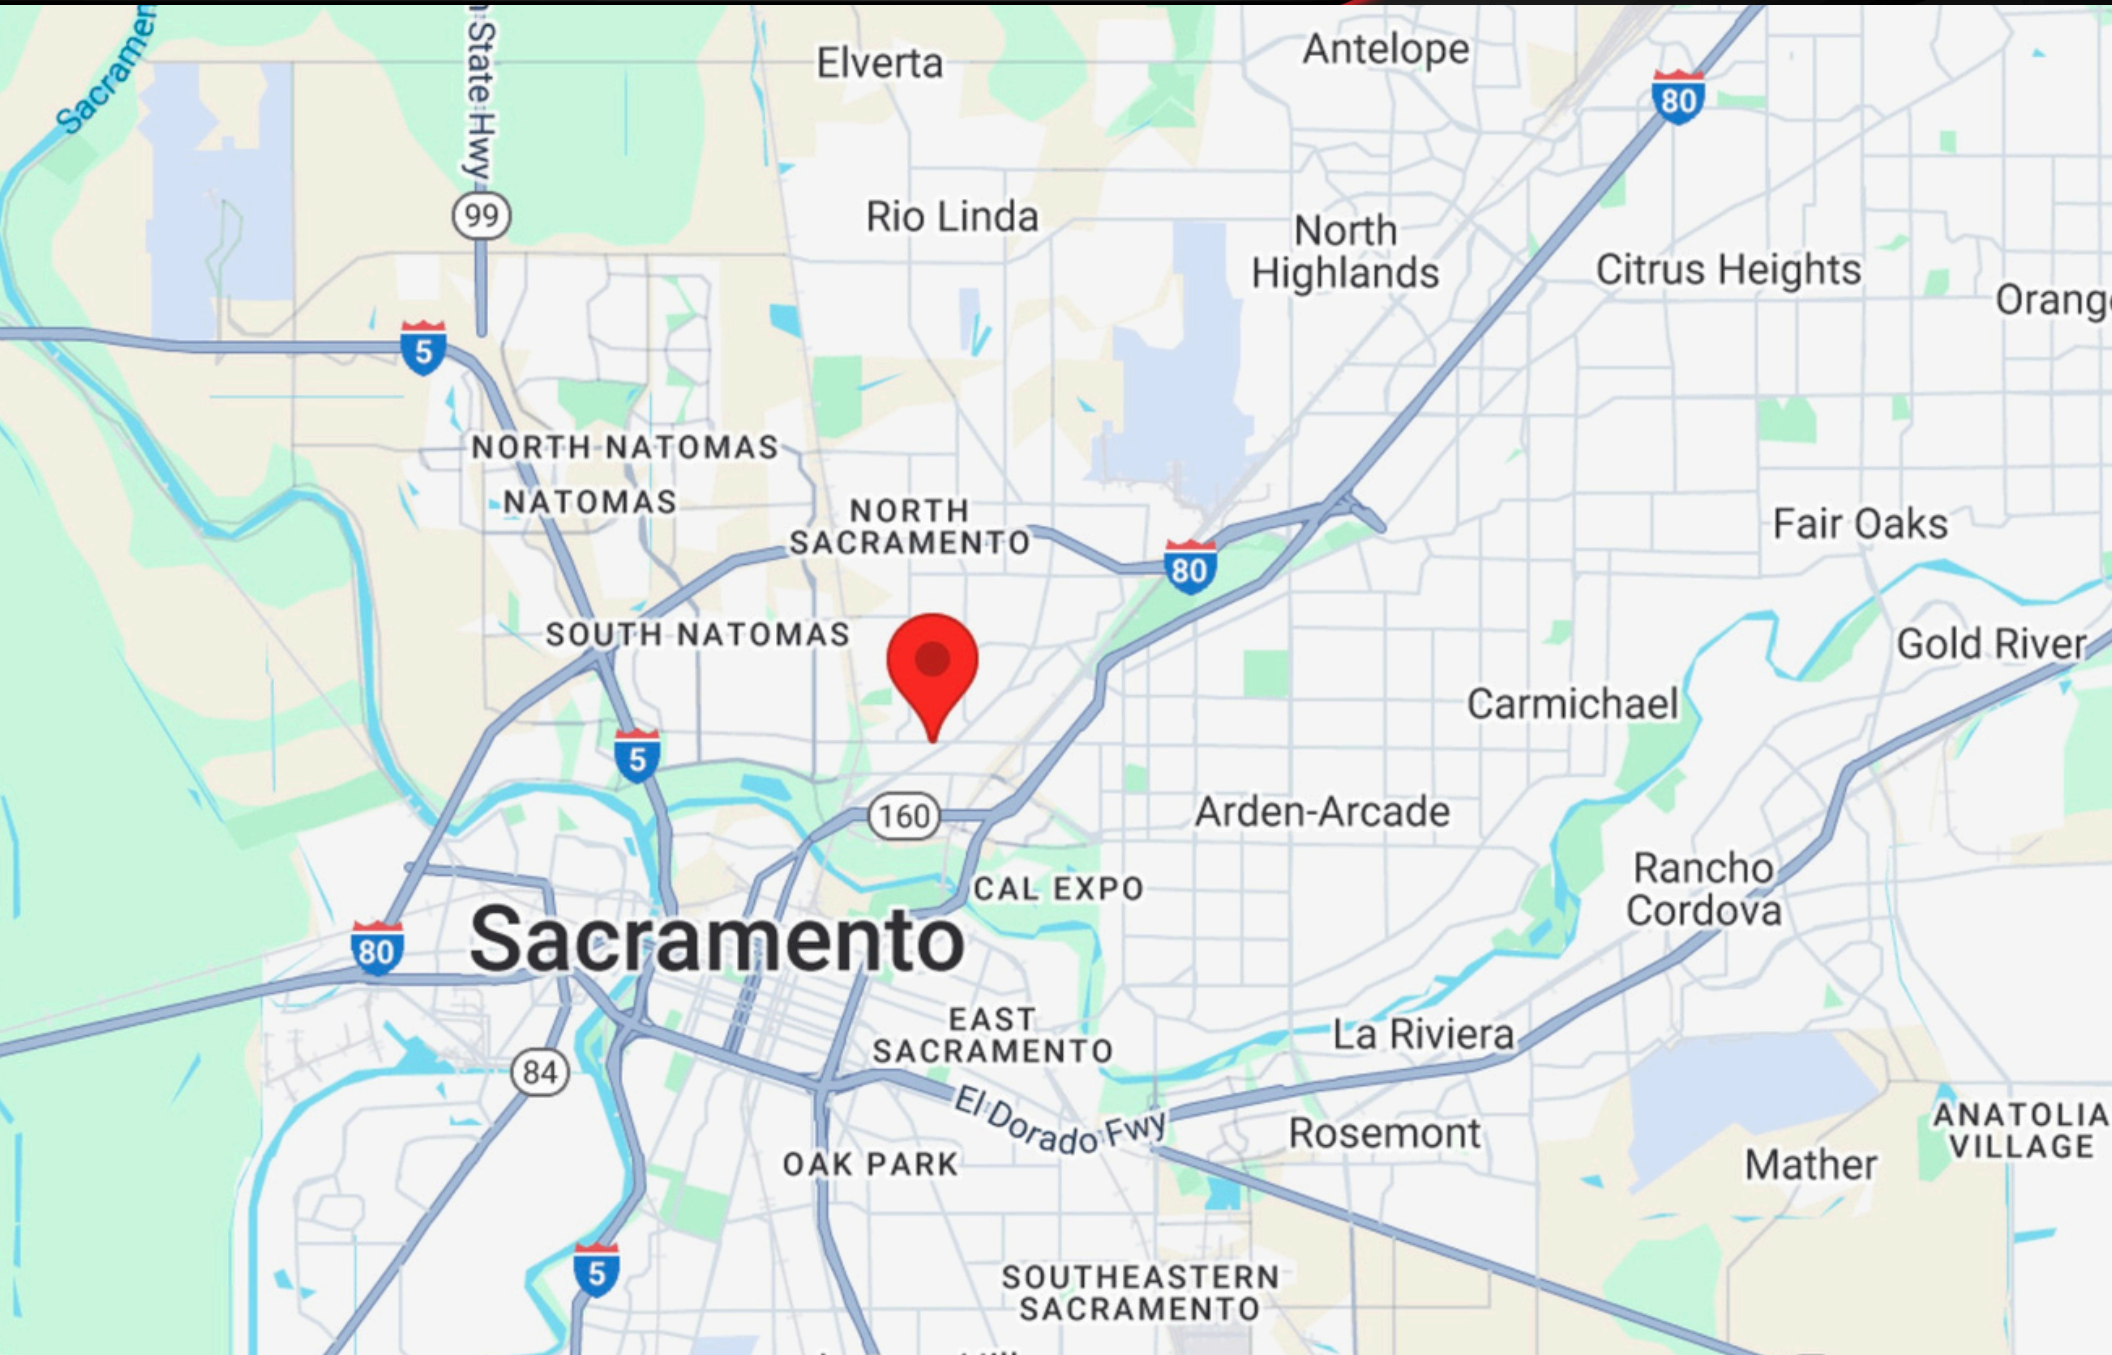 Sacramen
State Hwy
Elverta
Antelope
80
99
Rio Linda
North
Highlands
Citrus Heights
Orang
5
NORTH NATOMAS
NATOMAS
NORTH
SACRAMENTO
Fair Oaks
80
SOUTH NATOMAS
Gold River
Carmichael
5
160
Arden-Arcade
Rancho
Cordova
CAL EXPO
Sacramento
80
EAST
SACRAMENTO
La Riviera
84
El Dorado Fwy
Rosemont
ANATOLIA
VILLAGE
OAK PARK
Mather
5
SOUTHEASTERN
SACRAMENTO